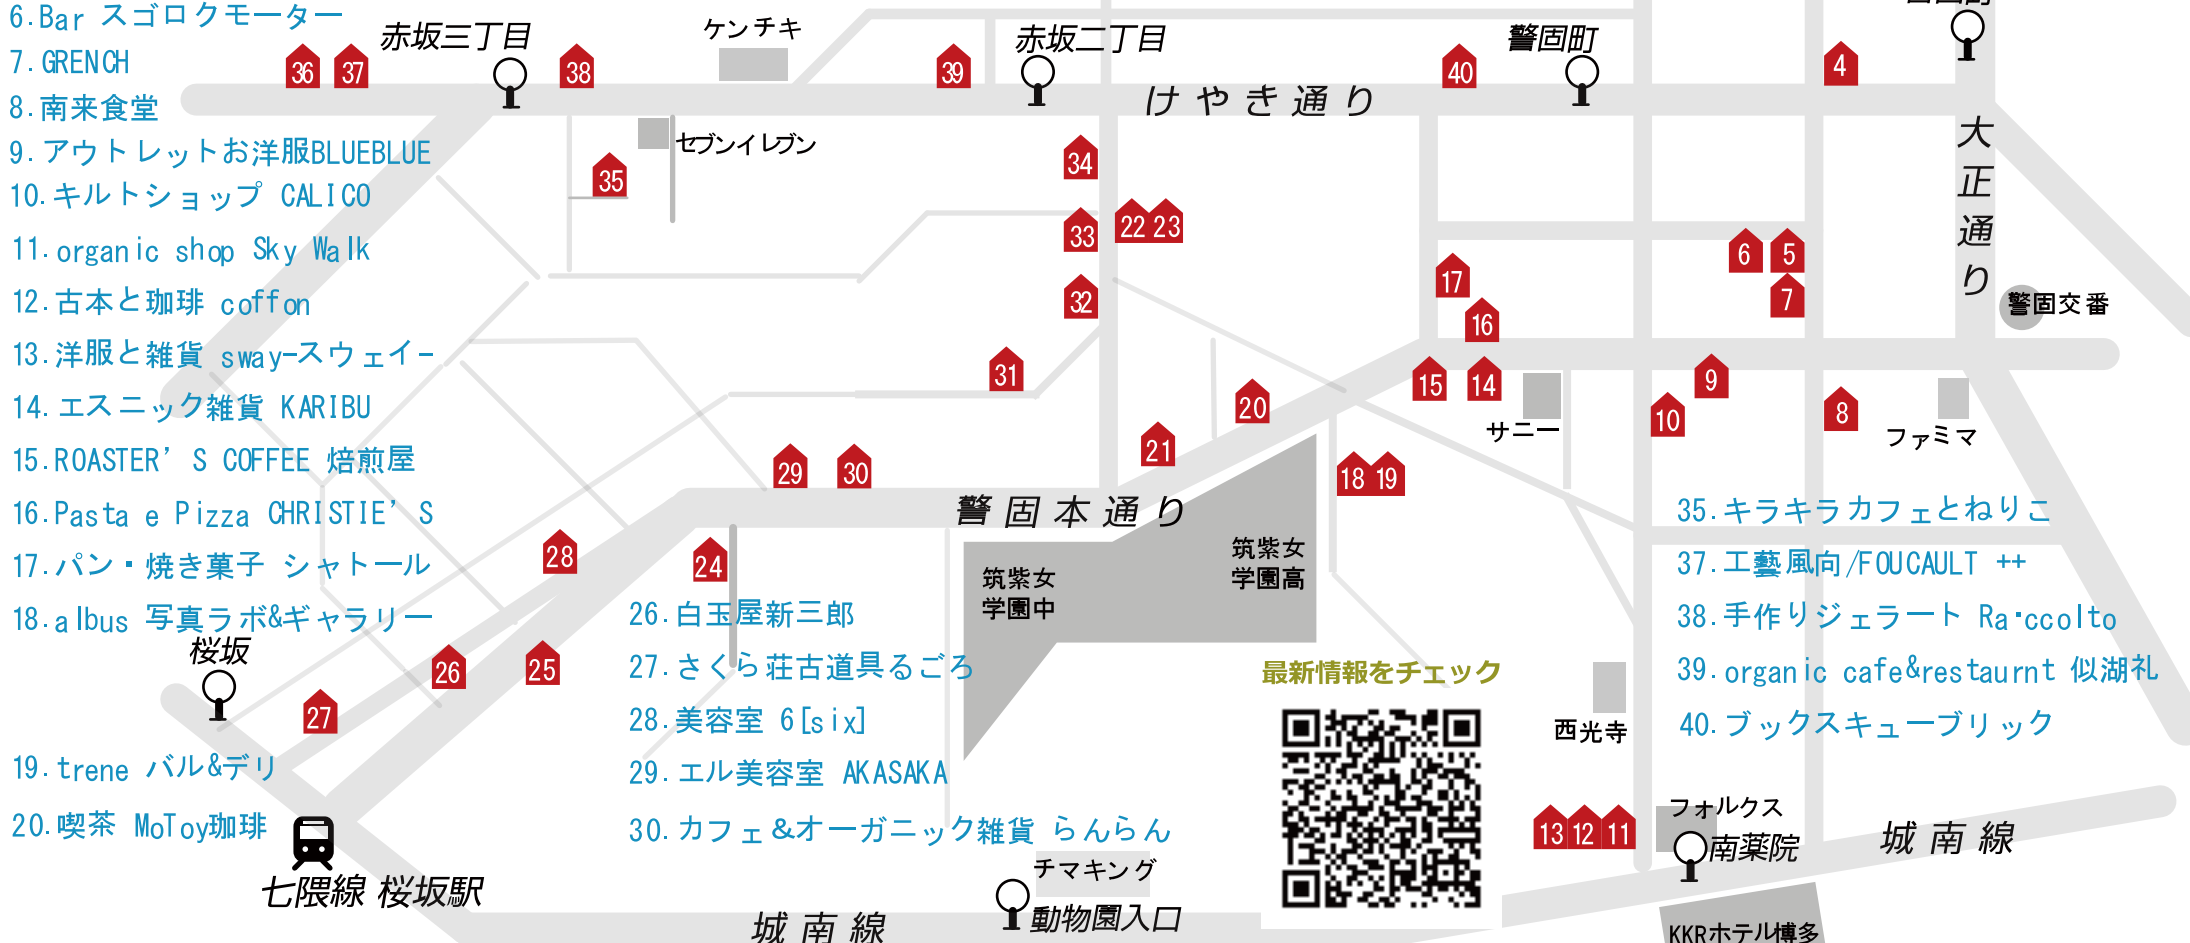 6.Bar スゴロクモーター
7.GRENCH
8.南来食堂
9.アウトレットお洋服BLUEBLUE
10.キルトショップ CALICO
11.organic shop Sky Walk
12.古本と珈琲 coffon
13.洋服と雑貨 sway-スウェイ-
14.エスニック雑貨 KARIBU
15.ROASTER'S COFFEE 焙煎屋
16.Pasta e Pizza CHRISTIE'S
17.パン・焼き菓子 シャトール
18.albus 写真ラボ&ギャラリー
19.trene バル&デリ
20.喫茶 MoToy珈琲
赤坂三丁目
ケンチキ
赤坂二丁目
警固町
36
37
38
39
40
4
けやき通り
セブンイレブン
35
34
33
22
23
32
31
17
16
15
14
6
5
7
大正通り
警固交番
サニー
9
10
8
ファミマ
20
21
18
19
29
30
警固本通り
28
24
筑紫女
学園中
筑紫女
学園高
26
25
27
桜坂
七隈線 桜坂駅
26.白玉屋新三郎
27.さくら荘古道具るごろ
28.美容室 6[six]
29.エル美容室 AKASAKA
30.カフェ&オーガニック雑貨 らんらん
35.キラキラカフェとねりこ
37.工藝風向/FOUCAULT ++
38.手作りジェラート Ra・ccolto
39.organic cafe&restaurnt 似湖礼
40.ブックスキューブリック
最新情報をチェック
西光寺
13
12
11
フォルクス
南薬院
城南線
チマキング
動物園入口
城南線
KKRホテル博多